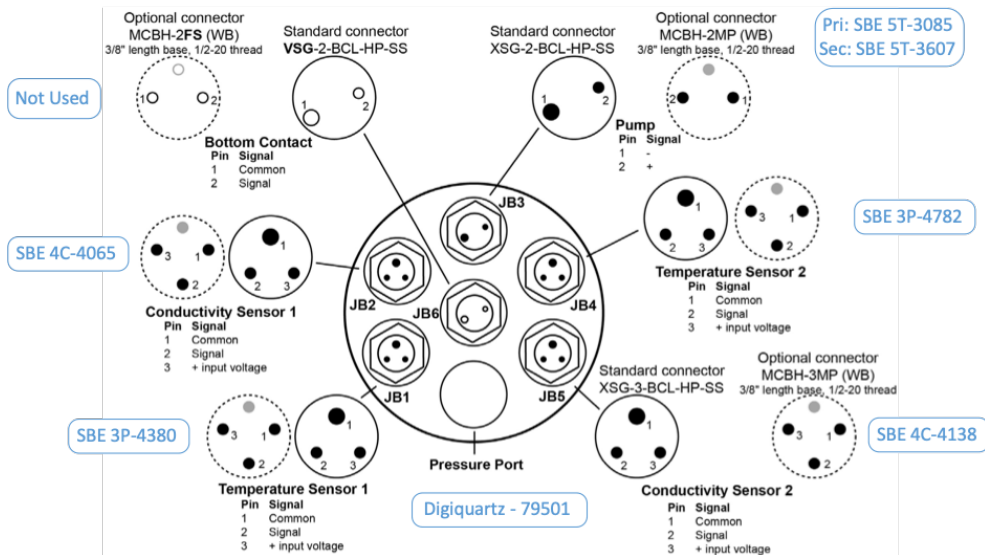 Optional connector
MCBH-2FS (WB)
3/8" length base, 1/2-20 thread
Standard connector
VSG-2-BCL-HP-SS
Standard connector
XSG-2-BCL-HP-SS
Optional connector
MCBH-2MP (WB)
3/8" length base, 1/2-20 thread
Pri: SBE 5T-3085
Sec: SBE 5T-3607
Not Used
1 2
1 2
1 2
2 1
Bottom Contact
Pin Signal
1 Common
2 Signal
Pump
Pin Signal
1 -
2 +
SBE 4C-4065
3 1 2
1 2 3
Conductivity Sensor 1
Pin Signal
1 Common
2 Signal
3 + input voltage
JB3
JB2
JB6
JB4
JB1
JB5
1 2 3
3 1 2
SBE 3P-4782
Temperature Sensor 2
Pin Signal
1 Common
2 Signal
3 + input voltage
SBE 3P-4380
3 1 2
1 2 3
Temperature Sensor 1
Pin Signal
1 Common
2 Signal
3 + input voltage
Pressure Port
Digiquartz - 79501
Standard connector
XSG-3-BCL-HP-SS
Optional connector
MCBH-3MP (WB)
3/8" length base, 1/2-20 thread
1 2 3
3 1 2
SBE 4C-4138
Conductivity Sensor 2
Pin Signal
1 Common
2 Signal
3 + input voltage